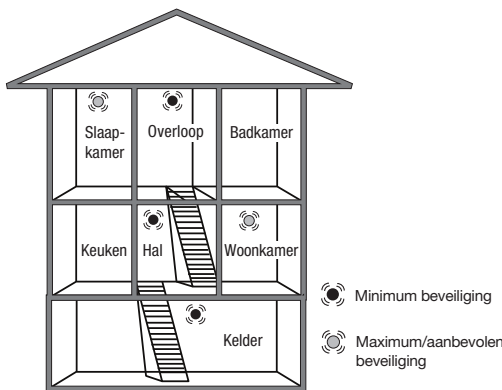 Slaap-
kamer
Overloop
Badkamer
Keuken
Hal
Woonkamer
Kelder
Minimum beveiliging
Maximum/aanbevolen
beveiliging